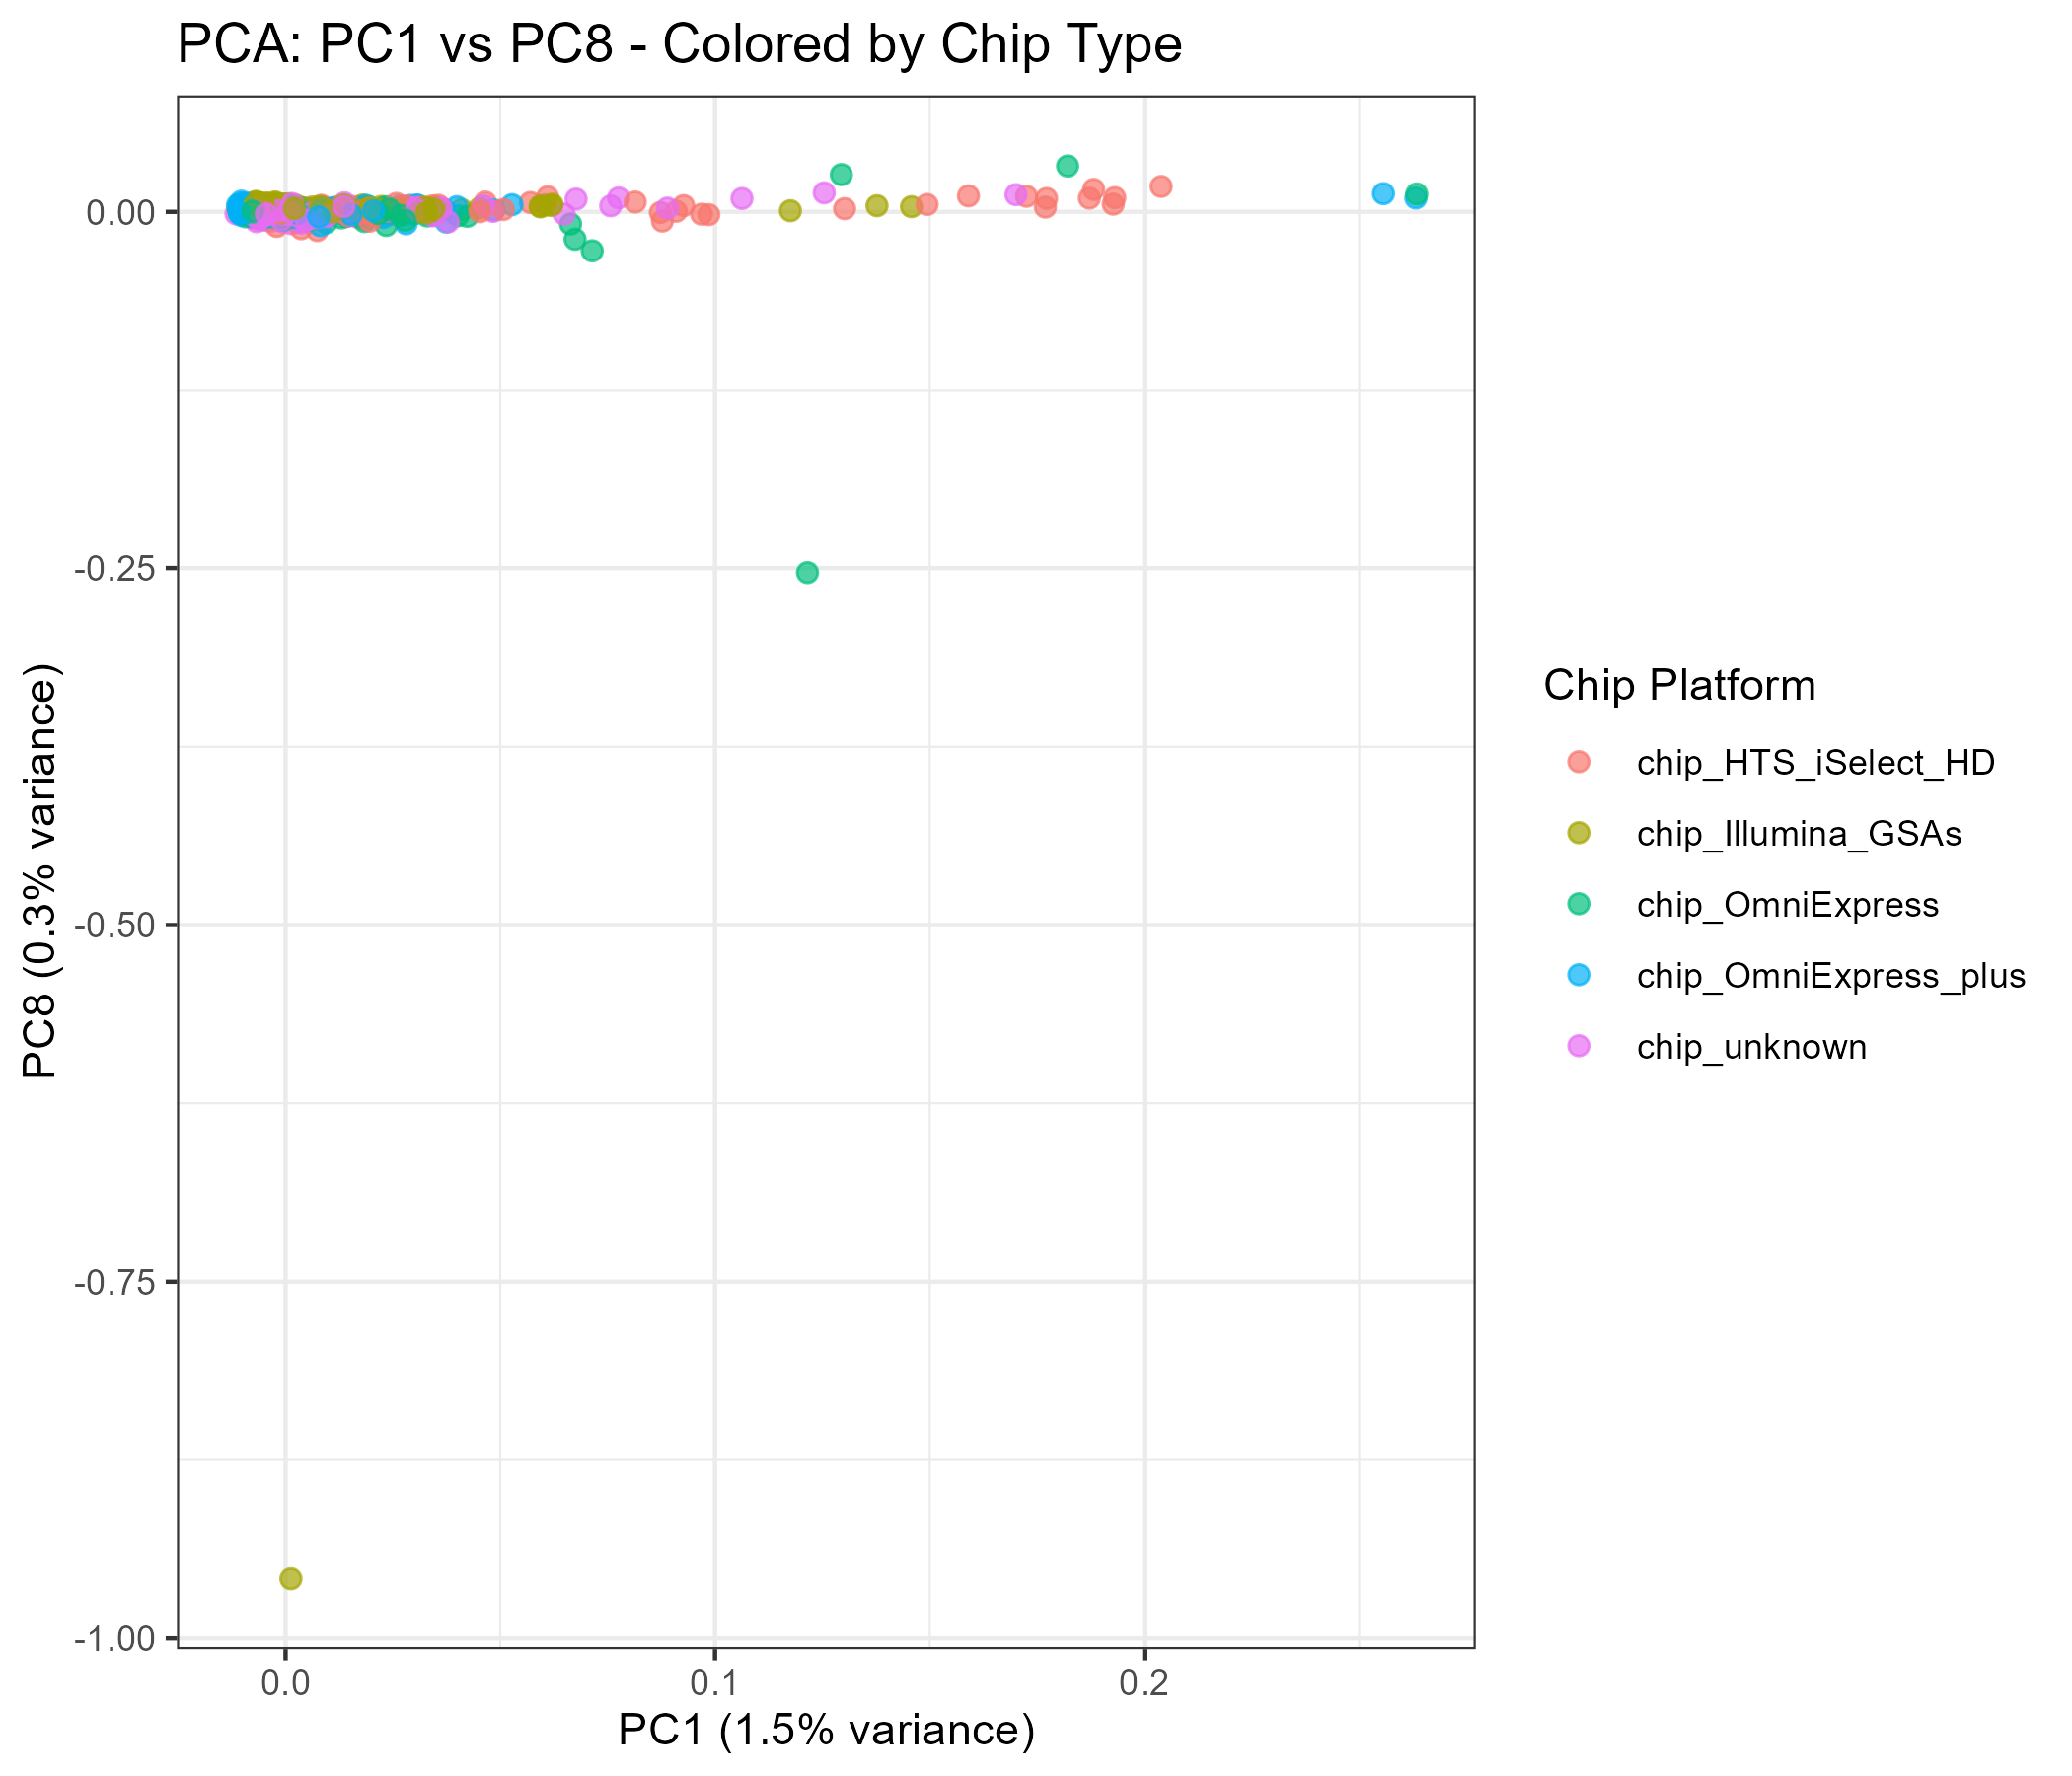 PCA: PC1 vs PC8 - Colored by Chip Type
PC8 (0.3% variance)
0.00
-0.25
-0.50
-0.75
-1.00
0.0
0.1
0.2
PC1 (1.5% variance)
Chip Platform
chip_HTS_iSelect_HD
chip_Illumina_GSAs
chip_OmniExpress
chip_OmniExpress_plus
chip_unknown